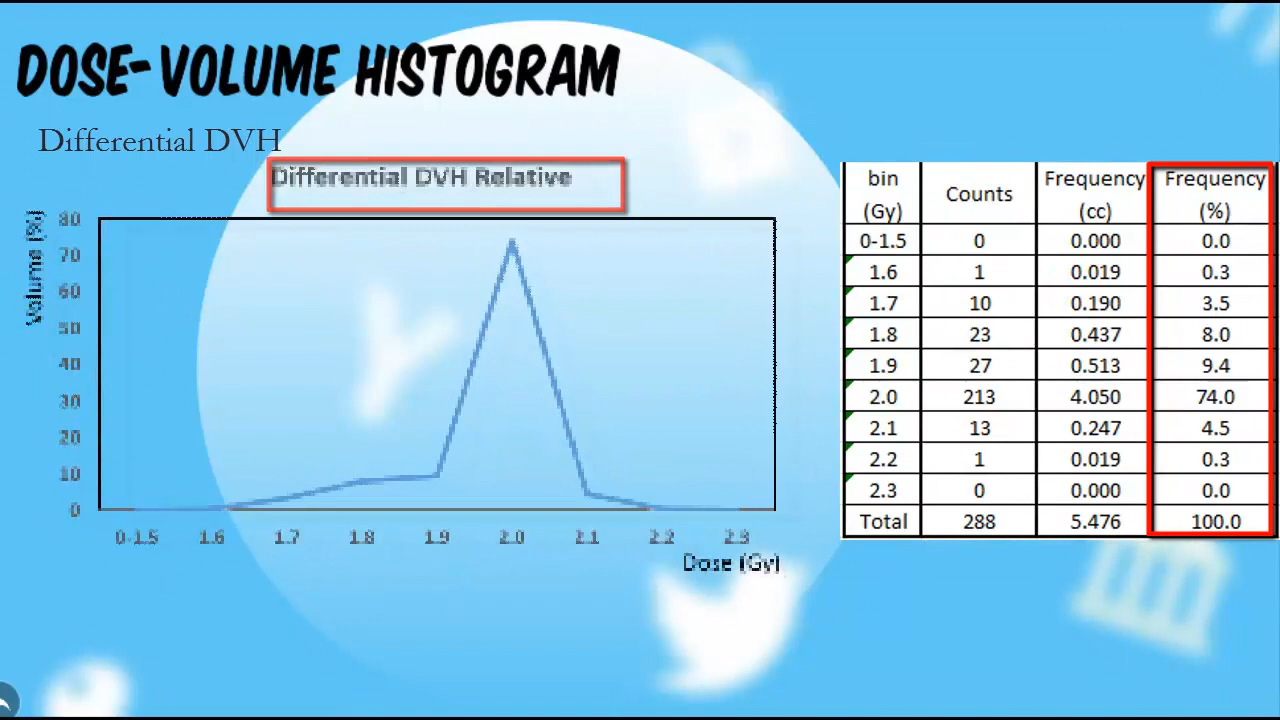 DOSE-VOLUME HISTOGRAM
Differential DVH
Differential DVH Relative
Volume (%)
80
70
60
50
40
30
20
10
0
0-1.5 1.6 1.7 1.8 1.9 2.0 2.1 2.2 2.3
Dose (Gy)
bin (Gy) Counts Frequency (cc) Frequency (%)
0-1.5 0 0.000 0.0
1.6 1 0.019 0.3
1.7 10 0.190 3.5
1.8 23 0.437 8.0
1.9 27 0.513 9.4
2.0 213 4.050 74.0
2.1 13 0.247 4.5
2.2 1 0.019 0.3
2.3 0 0.000 0.0
Total 288 5.476 100.0